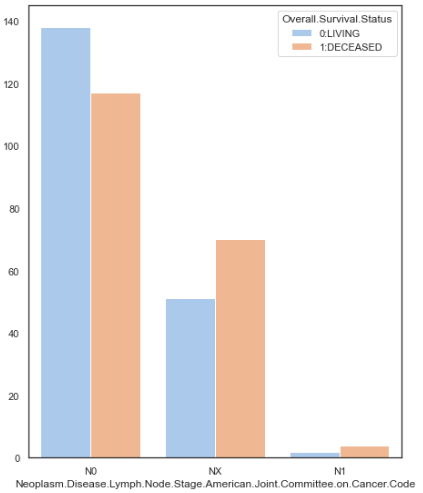 Overall.Survival.Status
0:LIVING
1:DECEASED
140
120
100
80
60
40
20
0
N0
NX
N1
Neoplasm.Disease.Lymph.Node.Stage.American.Joint.Committee.on.Cancer.Code